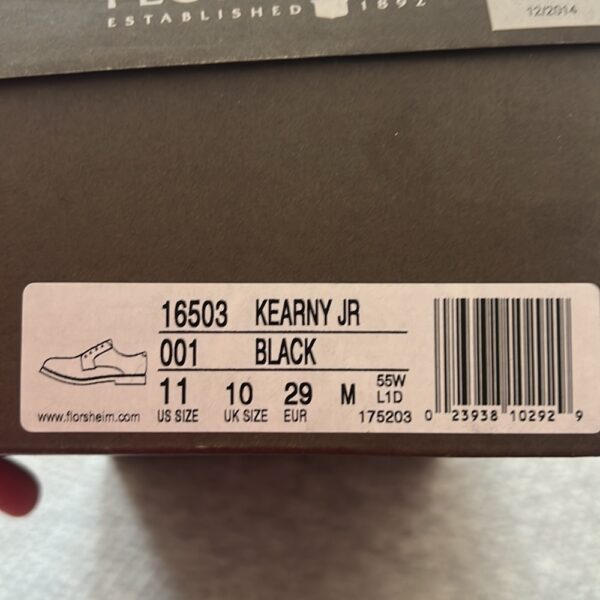 ESTABLISHED 1892
12/2014
16503 KEARNY JR
001 BLACK
11 10 29 M 55W
L1D
US SIZE UK SIZE EUR 175203
www.florsheim.com
0 23938 10292 9